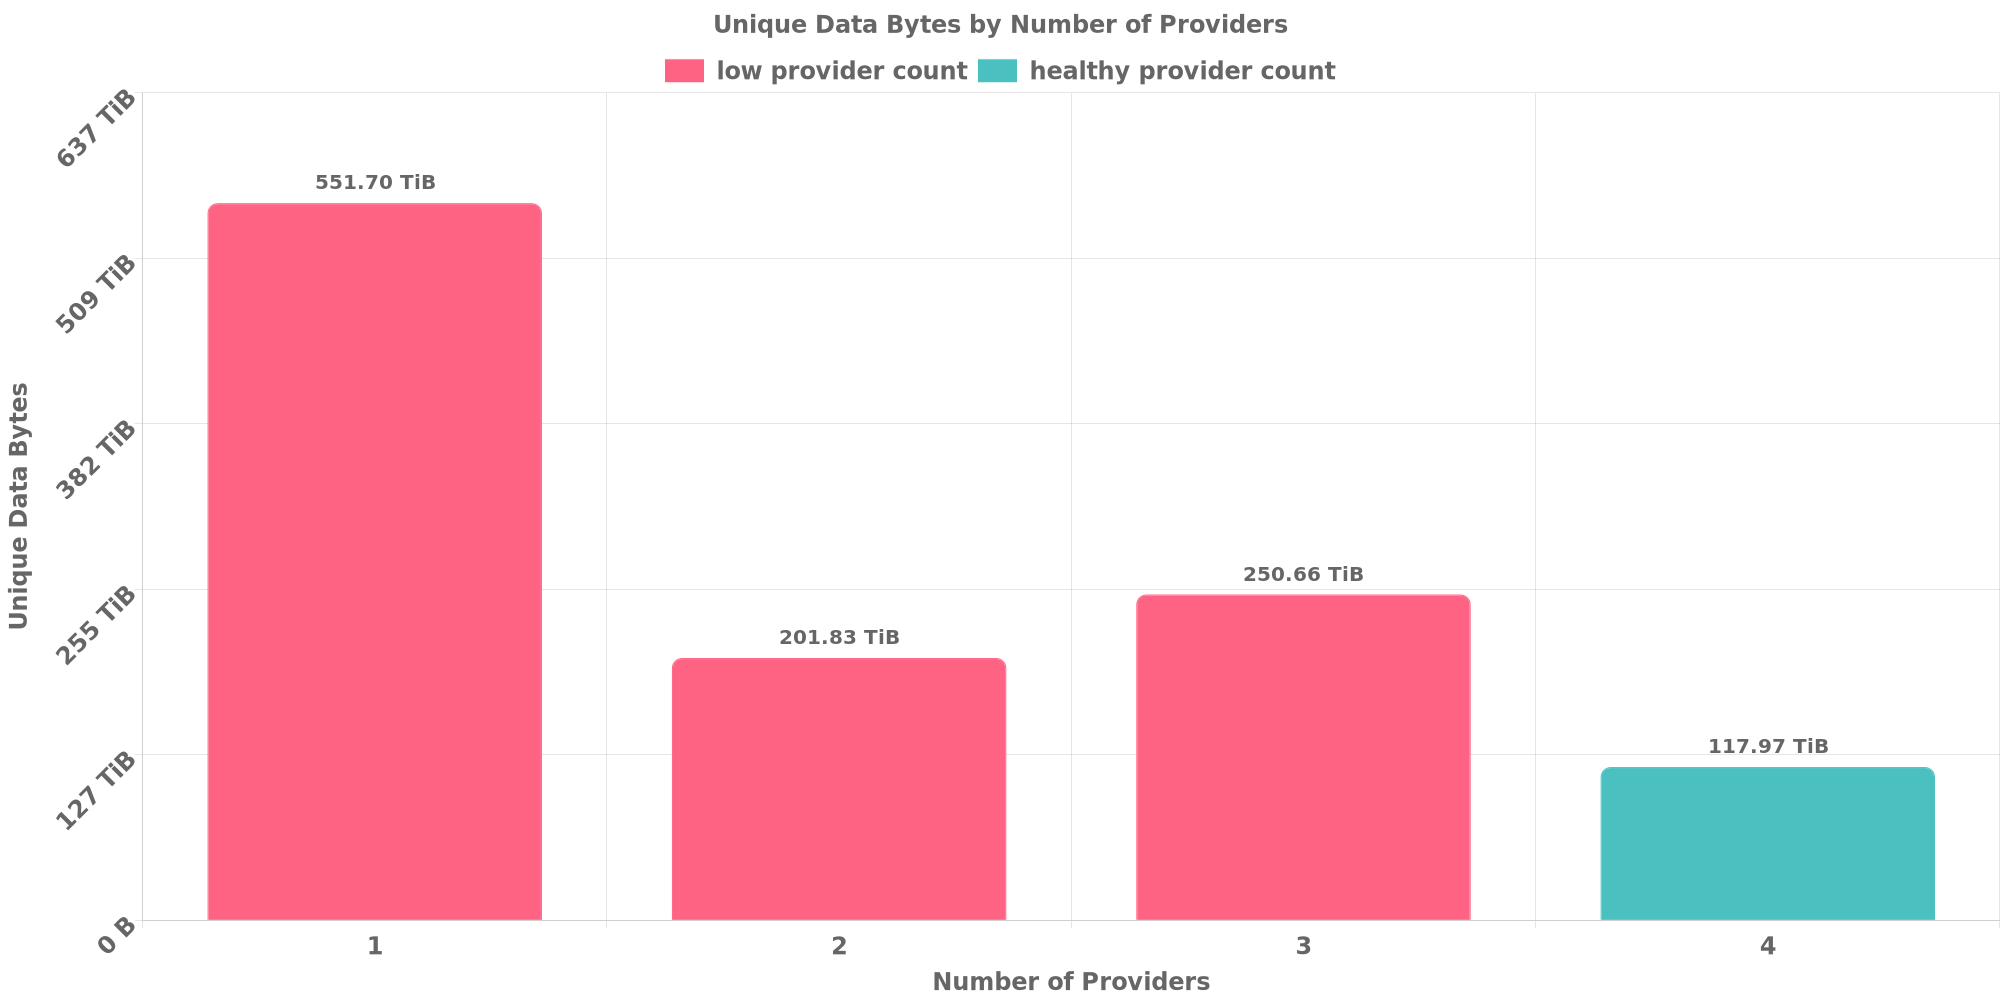 Unique Data Bytes by Number of Providers
low provider count
healthy provider count
637 TiB
509 TiB
382 TiB
255 TiB
127 TiB
0 B
Unique Data Bytes
551.70 TiB
201.83 TiB
250.66 TiB
117.97 TiB
1
2
3
4
Number of Providers